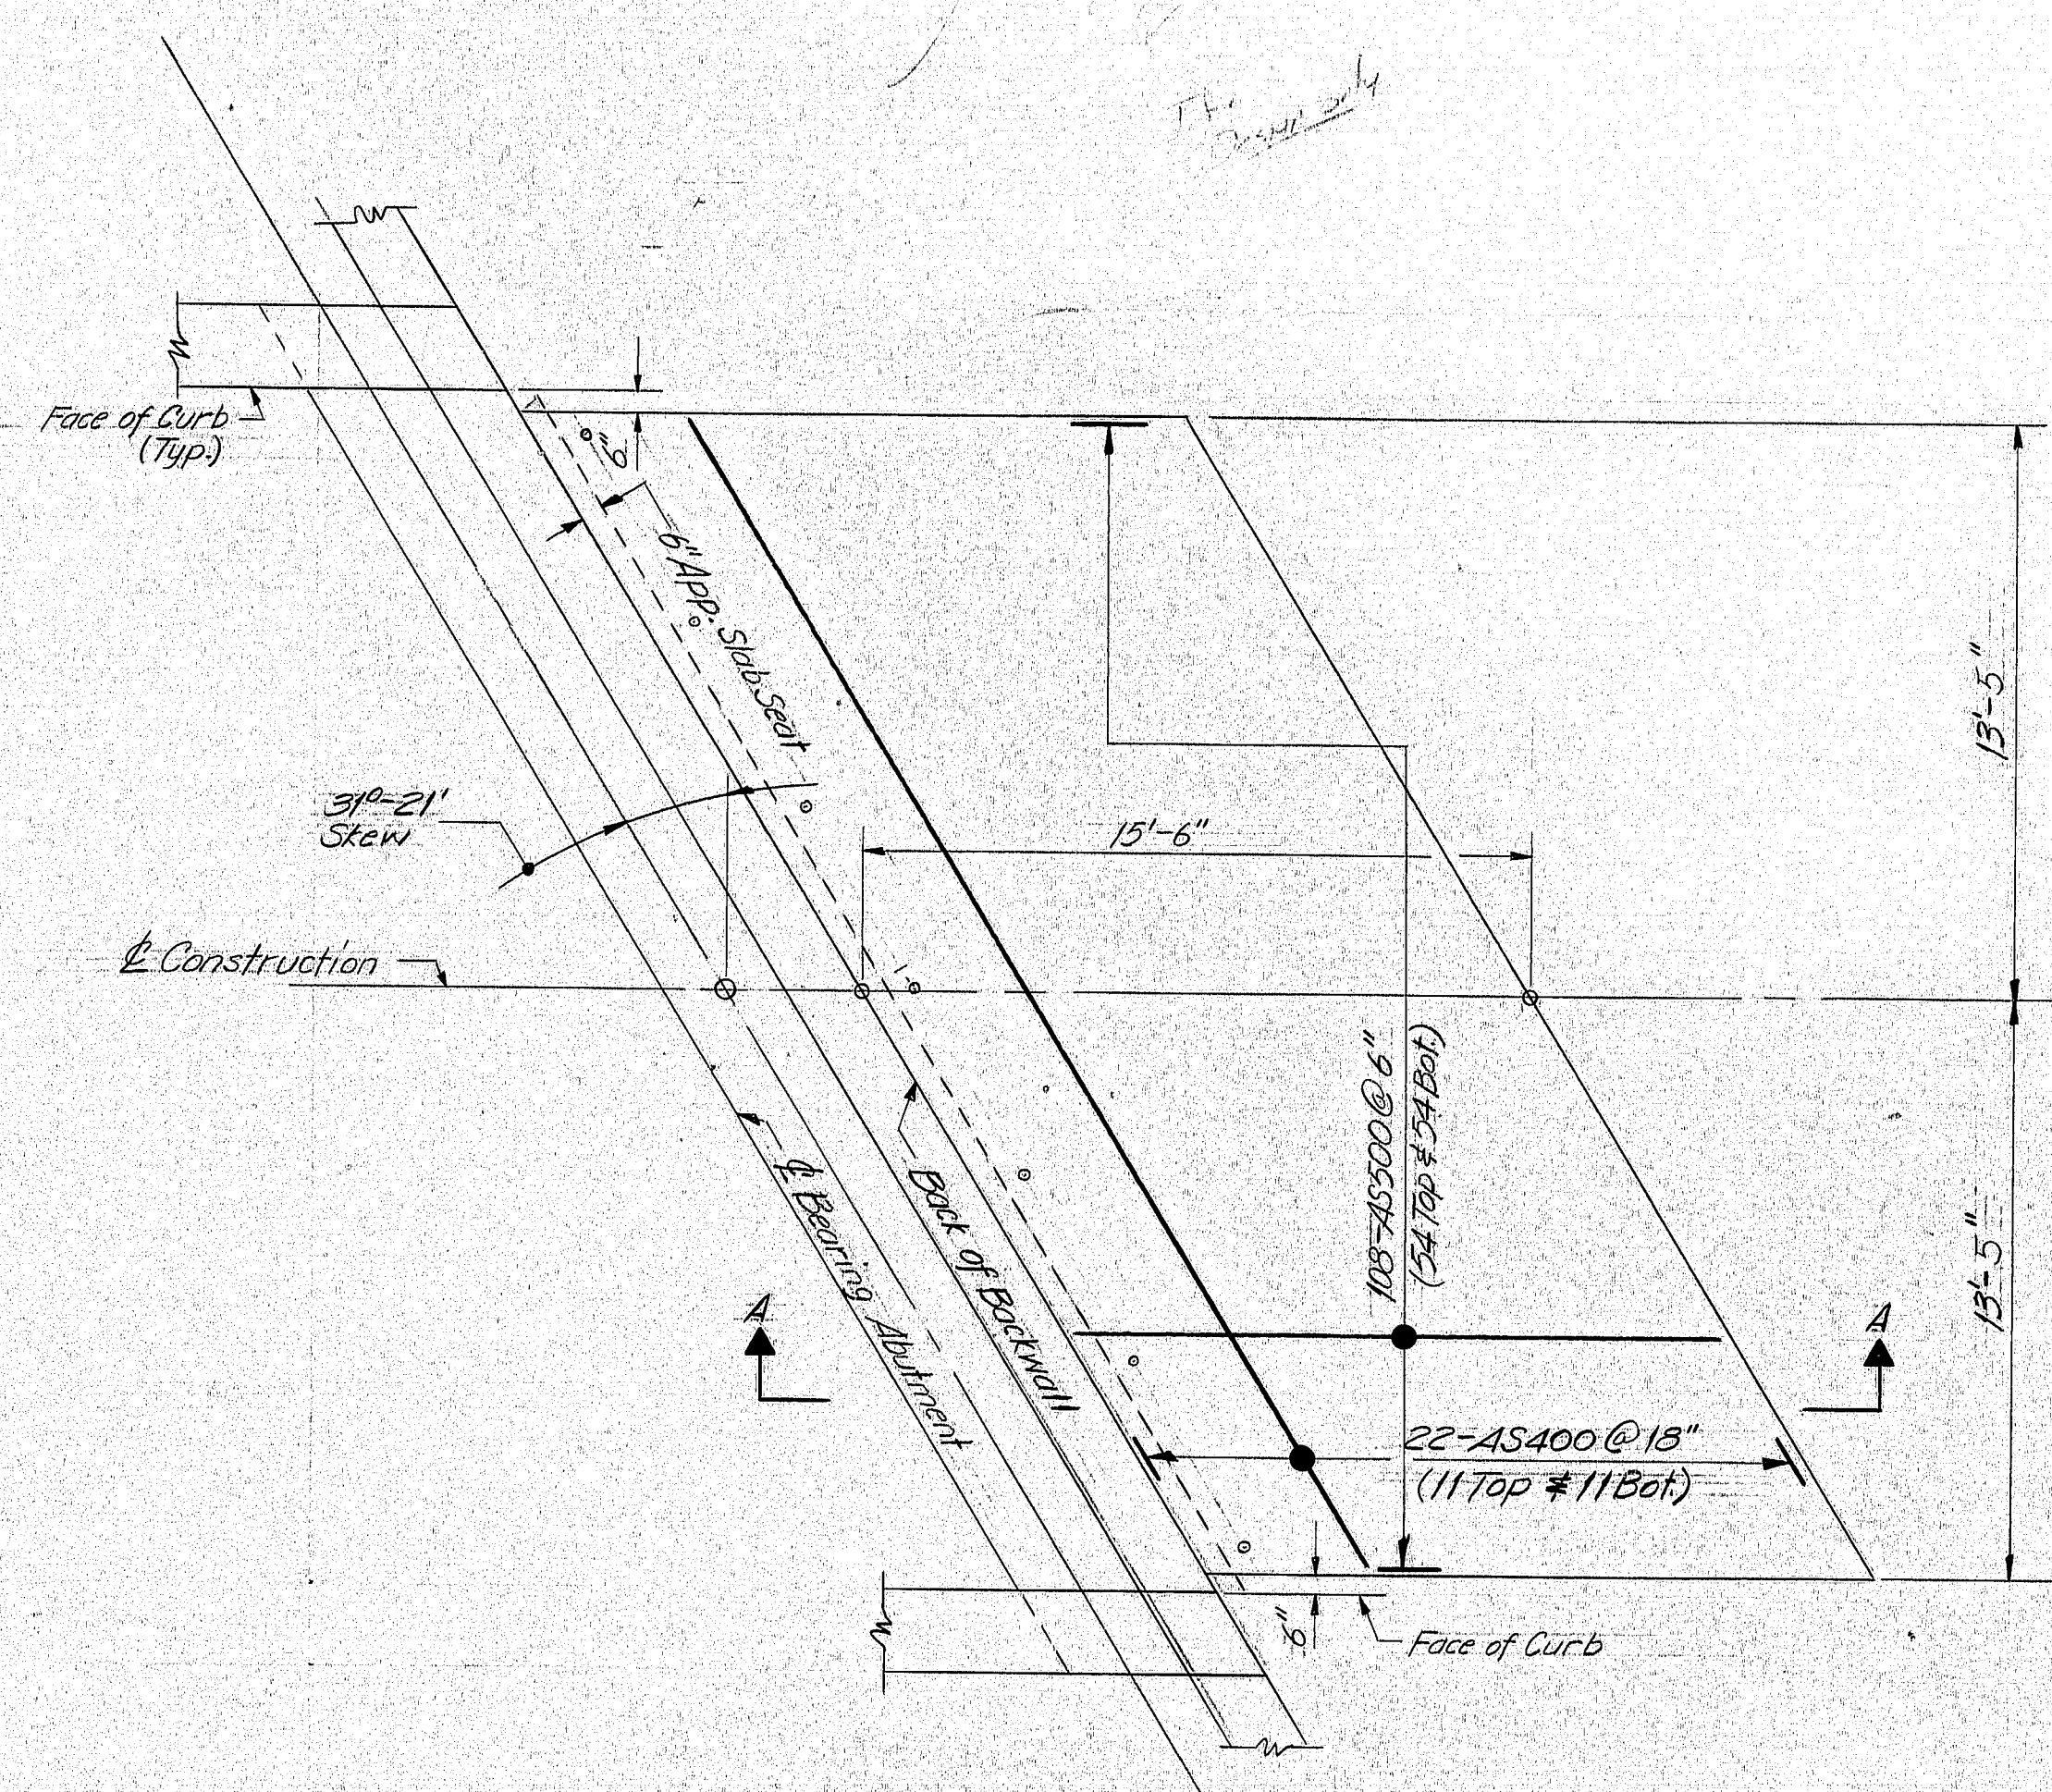 only
Face of Curb
(Typ.)
6"
6" App. Slab Seat
13'-5"
31°-21'
Skew
15'-6"
℄ Construction
108-AS500 @ 6"
(54 Top & 54 Bot.)
℄ Bearing Abutment
Back of Backwall
13'-5"
A
A
22-AS400 @ 18"
(11 Top & 11 Bot.)
6"
Face of Curb